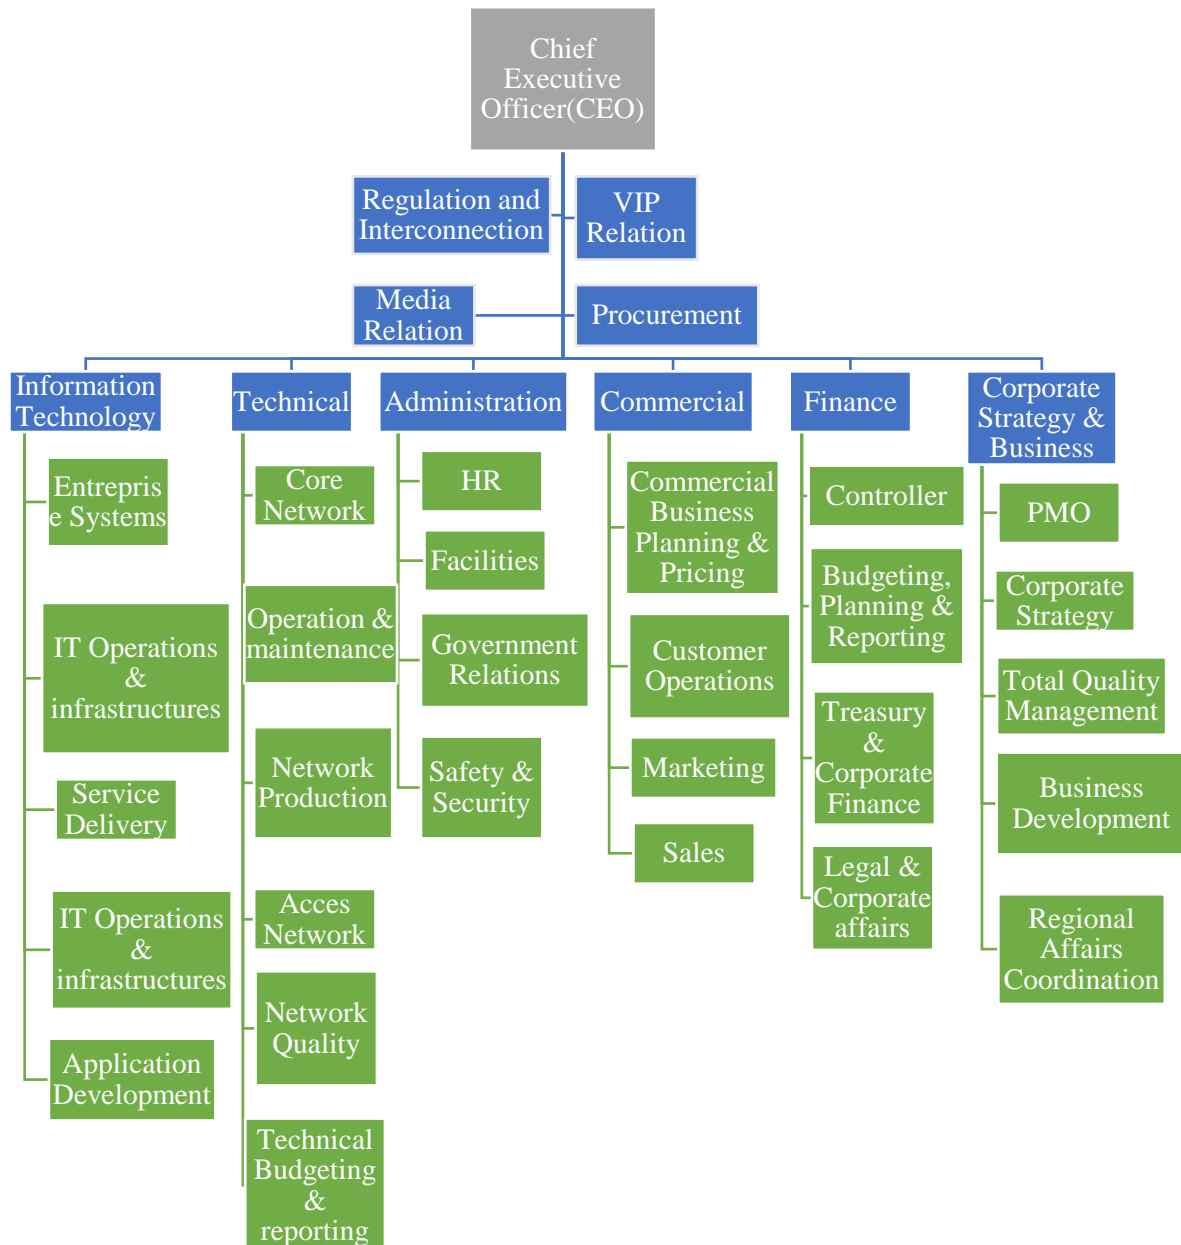 Chief
Executive
Officer(CEO)
Regulation and
Interconnection
VIP
Relation
Media
Relation
Procurement
Information
Technology
Technical
Administration
Commercial
Finance
Corporate
Strategy &
Business
Entrepris
e Systems
IT Operations
&
infrastructures
Service
Delivery
IT Operations
&
infrastructures
Application
Development
Core
Network
Operation &
maintenance
Network
Production
Acces
Network
Network
Quality
Technical
Budgeting
&
reporting
HR
Facilities
Government
Relations
Safety &
Security
Commercial
Business
Planning &
Pricing
Customer
Operations
Marketing
Sales
Controller
Budgeting,
Planning &
Reporting
Treasury
&
Corporate
Finance
Legal &
Corporate
affairs
PMO
Corporate
Strategy
Total Quality
Management
Business
Development
Regional
Affairs
Coordination